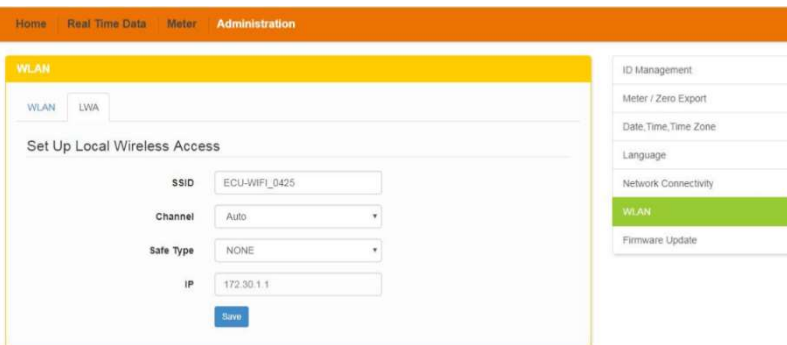 Home Real Time Data Meter Administration
WLAN
WLAN LWA
Set Up Local Wireless Access
SSID ECU-WIFI_0425
Channel Auto
Safe Type NONE
IP 172.30.1.1
Save
ID Management
Meter / Zero Export
Date,Time,Time Zone
Language
Network Connectivity
WLAN
Firmware Update